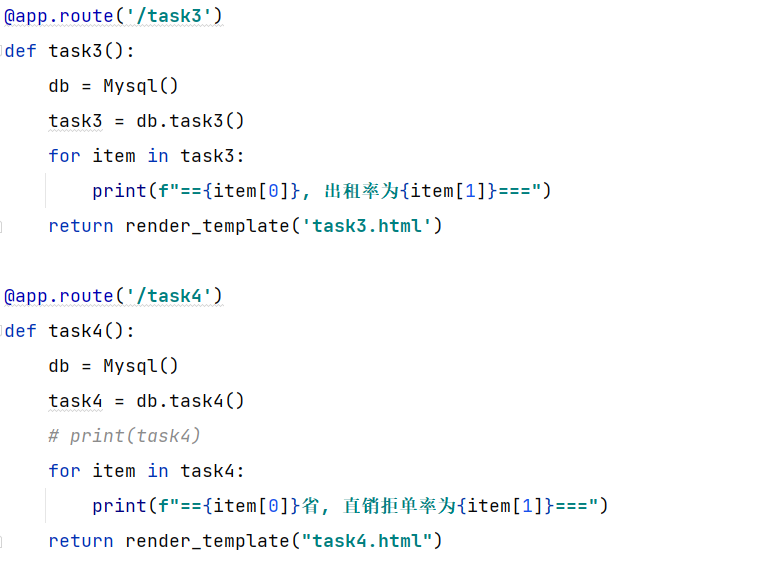 @app.route('/task3')
def task3():
    db = Mysql()
    task3 = db.task3()
    for item in task3:
        print(f"=={item[0]}, 出租率为{item[1]}===")
    return render_template('task3.html')
@app.route('/task4')
def task4():
    db = Mysql()
    task4 = db.task4()
    # print(task4)
    for item in task4:
        print(f"=={item[0]}省, 直销拒单率为{item[1]}===")
    return render_template("task4.html")